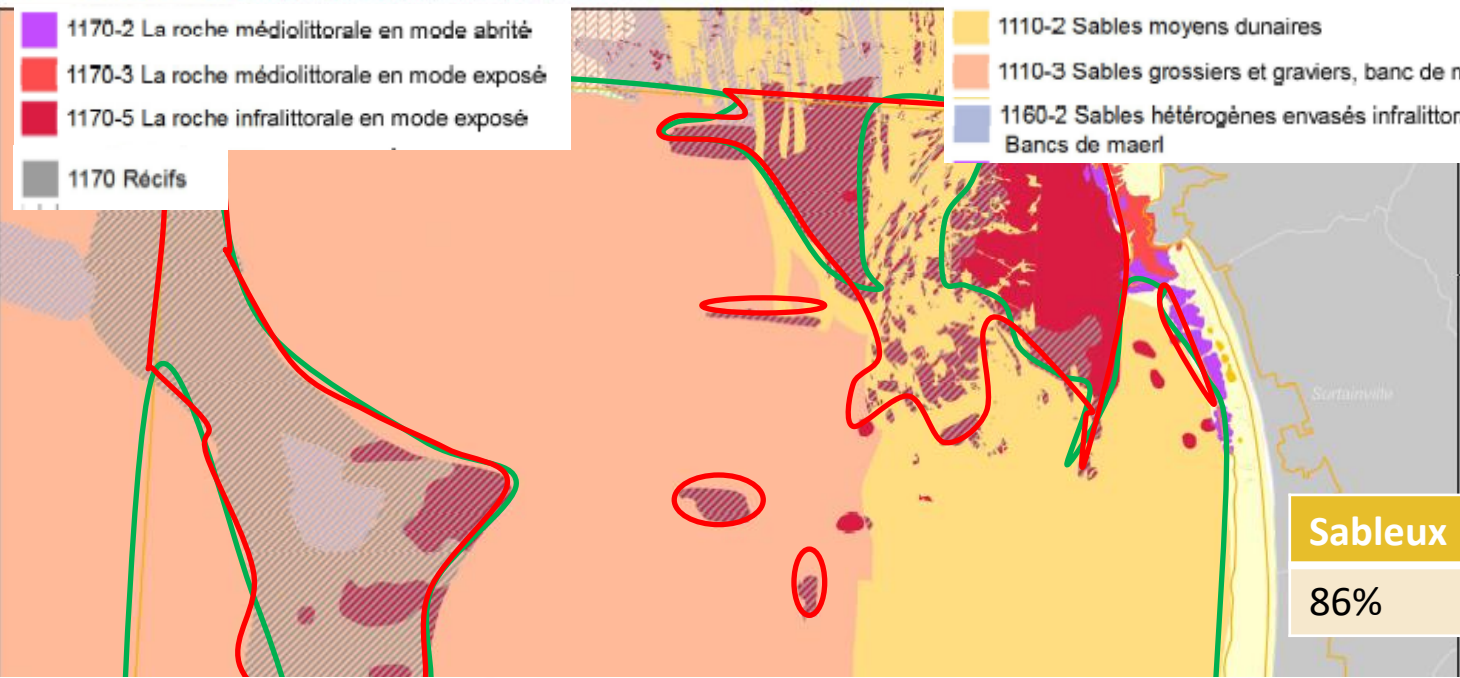 1170-2 La roche médiolittorale en mode abrité
1170-3 La roche médiolittorale en mode exposé
1170-5 La roche infralittorale en mode exposé
1170 Récifs
1110-2 Sables moyens dunaires
1110-3 Sables grossiers et graviers, banc de
1160-2 Sables hétérogènes envasés
Bancs de maerl
Surtainville
Sableux
86%